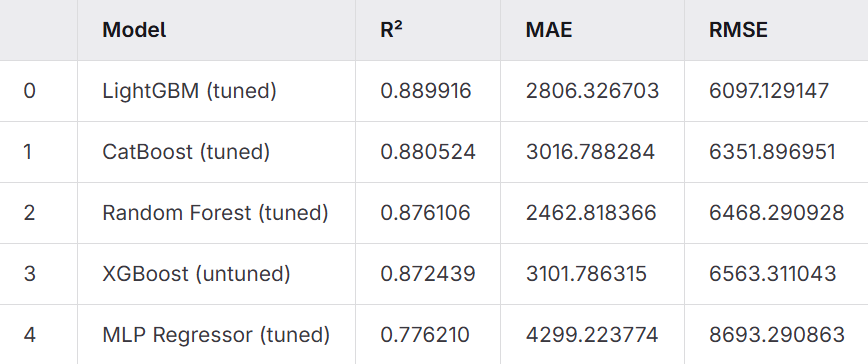 Model R² MAE RMSE
0 LightGBM (tuned) 0.889916 2806.326703 6097.129147
1 CatBoost (tuned) 0.880524 3016.788284 6351.896951
2 Random Forest (tuned) 0.876106 2462.818366 6468.290928
3 XGBoost (untuned) 0.872439 3101.786315 6563.311043
4 MLP Regressor (tuned) 0.776210 4299.223774 8693.290863